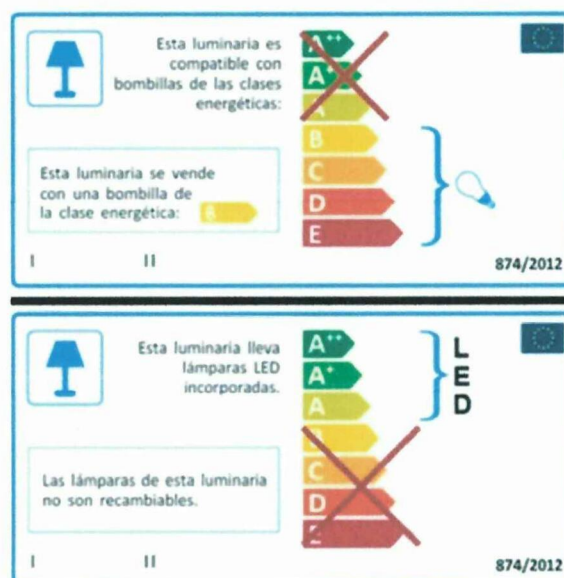 Esta luminaria es
compatible con
bombillas de las clases
energéticas:
A++
A+
A
B
C
D
E
Esta luminaria se vende
con una bombilla de
la clase energética: B
I II
874/2012
Esta luminaria lleva
lámparas LED
incorporadas.
A++
A+
A
B
C
D
E
L
E
D
Las lámparas de esta luminaria
no son recambiables.
I II
874/2012